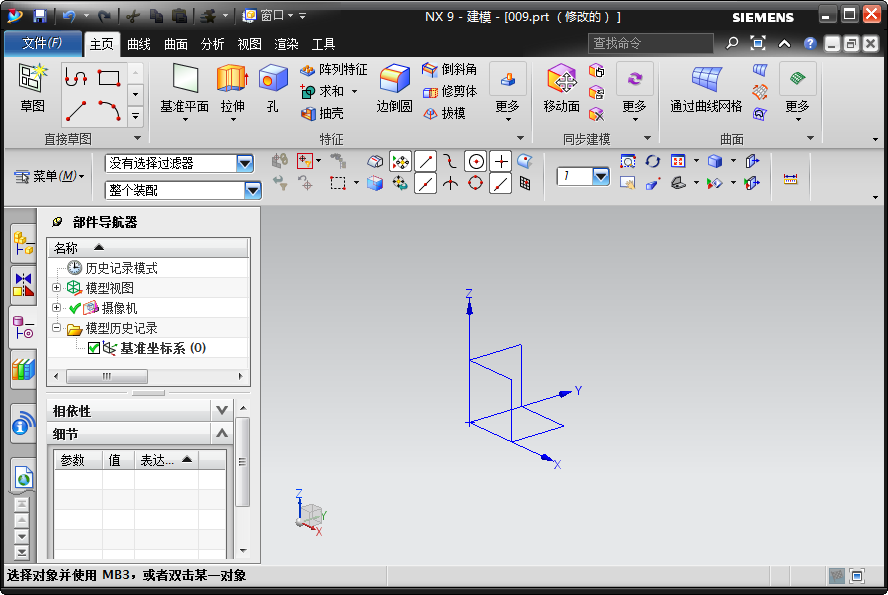 窗口
NX 9 - 建模 - [009.prt （修改的）]
SIEMENS
文件(F)
主页 曲线 曲面 分析 视图 渲染 工具
查找命令
草图
直接草图
基准平面 拉伸 孔
阵列特征
求和
抽壳
边倒圆
倒斜角
修剪体
拔模
更多
特征
移动面
更多
同步建模
通过曲线网格
更多
曲面
菜单(M)
没有选择过滤器
整个装配
1
部件导航器
名称
历史记录模式
模型视图
摄像机
模型历史记录
基准坐标系 (0)
相依性
细节
参数 值 表达...
Z
Y
X
Z
Y
X
选择对象并使用 MB3，或者双击某一对象